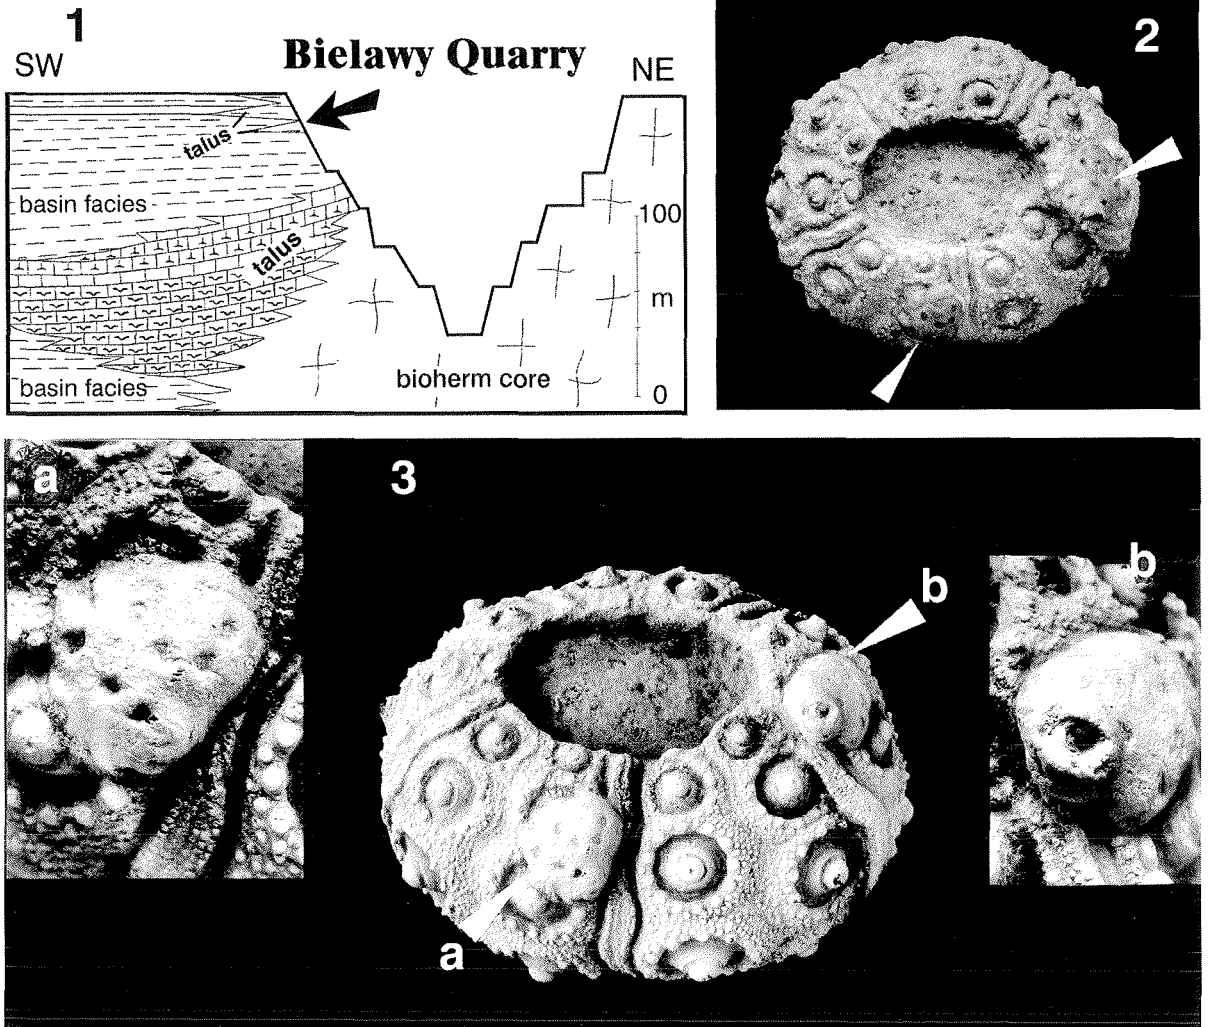 1
SW
Bielawy Quarry
NE
talus
basin facies
100
talus
m
basin facies
bioherm core
0
2
a
3
b
b
a